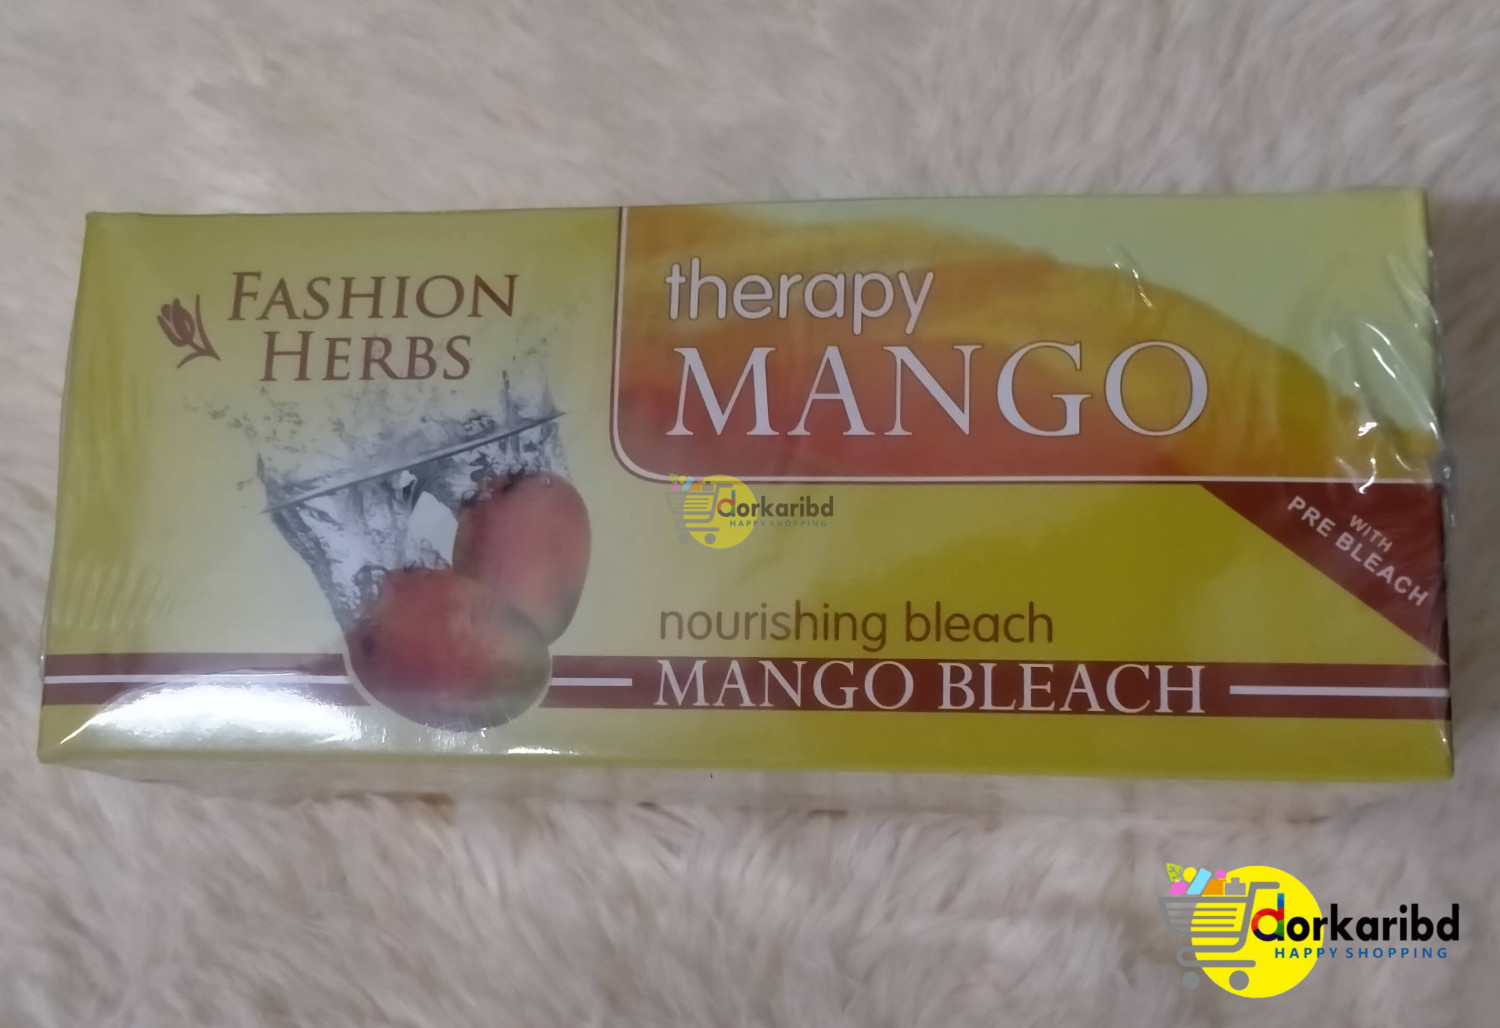 FASHION
HERBS
therapy
MANGO
WITH
PRE BLEACH
dorkaribd
HAPPY SHOPPING
nourishing bleach
MANGO BLEACH
dorkaribd
HAPPY SHOPPING